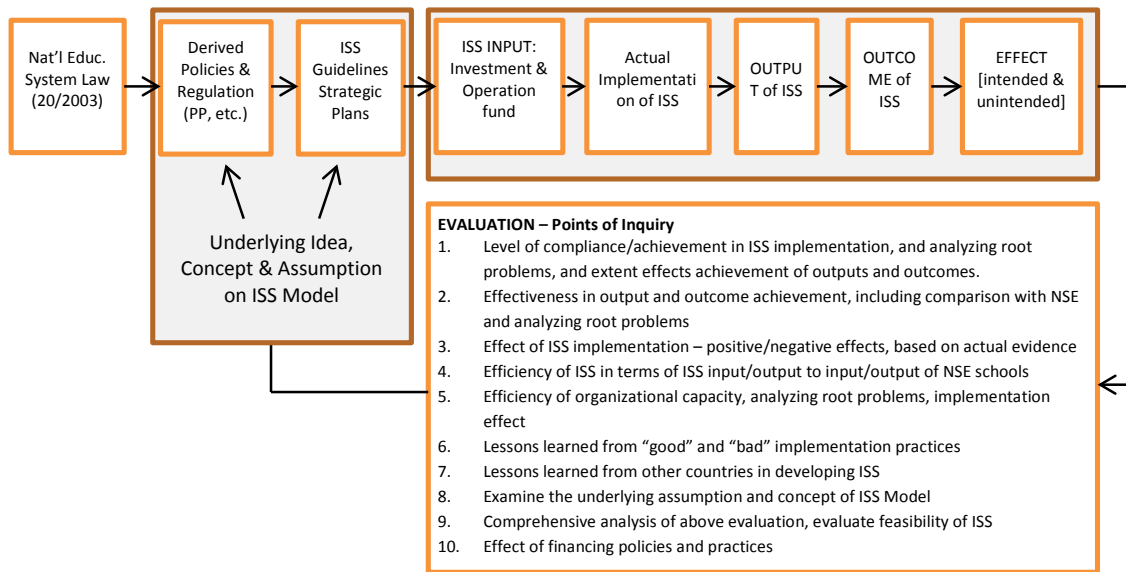 Nat'l Educ.
System Law
(20/2003)
Derived
Policies &
Regulation
(PP, etc.)
ISS
Guidelines
Strategic
Plans
ISS INPUT:
Investment &
Operation
fund
Actual
Implementati
on of ISS
OUTPU
T of ISS
OUTCO
ME of
ISS
EFFECT
[intended &
unintended]
Underlying Idea,
Concept & Assumption
on ISS Model
EVALUATION – Points of Inquiry
1. Level of compliance/achievement in ISS implementation, and analyzing root
problems, and extent effects achievement of outputs and outcomes.
2. Effectiveness in output and outcome achievement, including comparison with NSE
and analyzing root problems
3. Effect of ISS implementation – positive/negative effects, based on actual evidence
4. Efficiency of ISS in terms of ISS input/output to input/output of NSE schools
5. Efficiency of organizational capacity, analyzing root problems, implementation
effect
6. Lessons learned from “good” and “bad” implementation practices
7. Lessons learned from other countries in developing ISS
8. Examine the underlying assumption and concept of ISS Model
9. Comprehensive analysis of above evaluation, evaluate feasibility of ISS
10. Effect of financing policies and practices